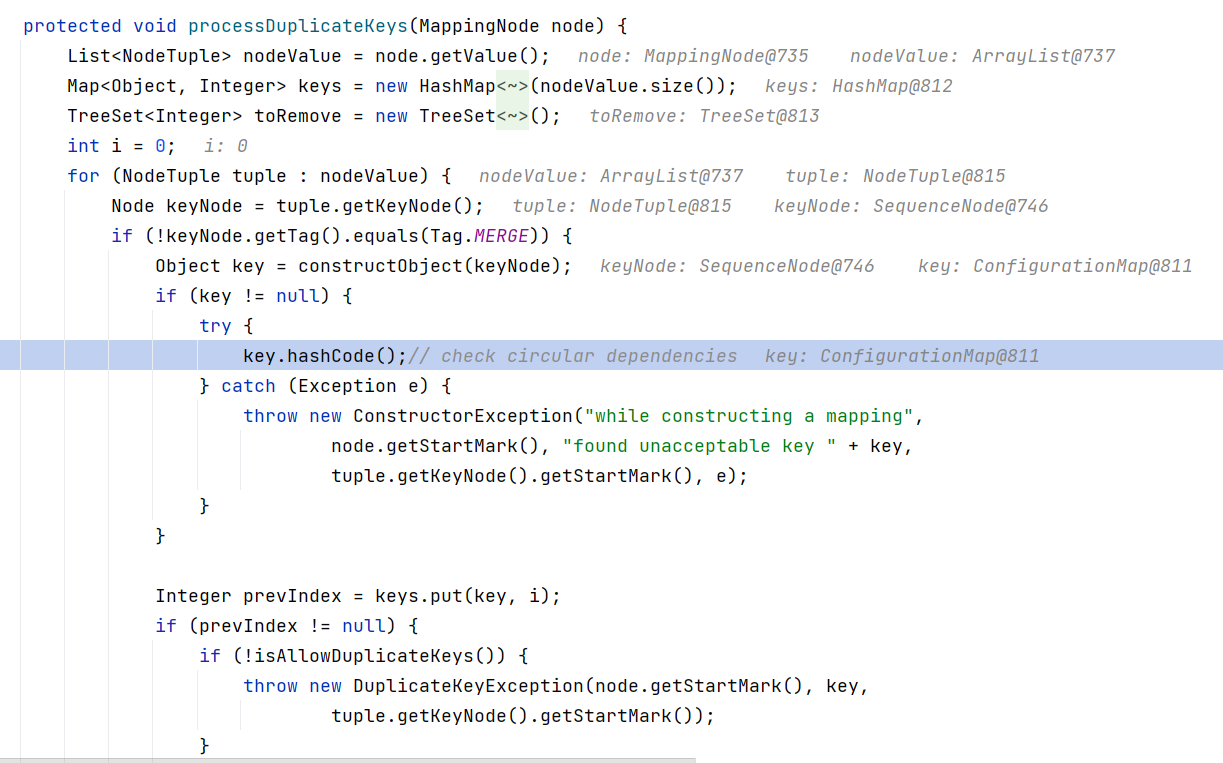 protected void processDuplicateKeys(MappingNode node) {
List<NodeTuple> nodeValue = node.getValue(); node: MappingNode@735 nodeValue: ArrayList@737
Map<Object, Integer> keys = new HashMap<~>(nodeValue.size()); keys: HashMap@812
TreeSet<Integer> toRemove = new TreeSet<~>(); toRemove: TreeSet@813
int i = 0; i: 0
for (NodeTuple tuple : nodeValue) { nodeValue: ArrayList@737 tuple: NodeTuple@815
Node keyNode = tuple.getKeyNode(); tuple: NodeTuple@815 keyNode: SequenceNode@746
if (!keyNode.getTag().equals(Tag.MERGE)) {
Object key = constructObject(keyNode); keyNode: SequenceNode@746 key: ConfigurationMap@811
if (key != null) {
try {
key.hashCode();// check circular dependencies key: ConfigurationMap@811
} catch (Exception e) {
throw new ConstructorException("while constructing a mapping",
node.getStartMark(), "found unacceptable key " + key,
tuple.getKeyNode().getStartMark(), e);
}
}
Integer prevIndex = keys.put(key, i);
if (prevIndex != null) {
if (!isAllowDuplicateKeys()) {
throw new DuplicateKeyException(node.getStartMark(), key,
tuple.getKeyNode().getStartMark());
}